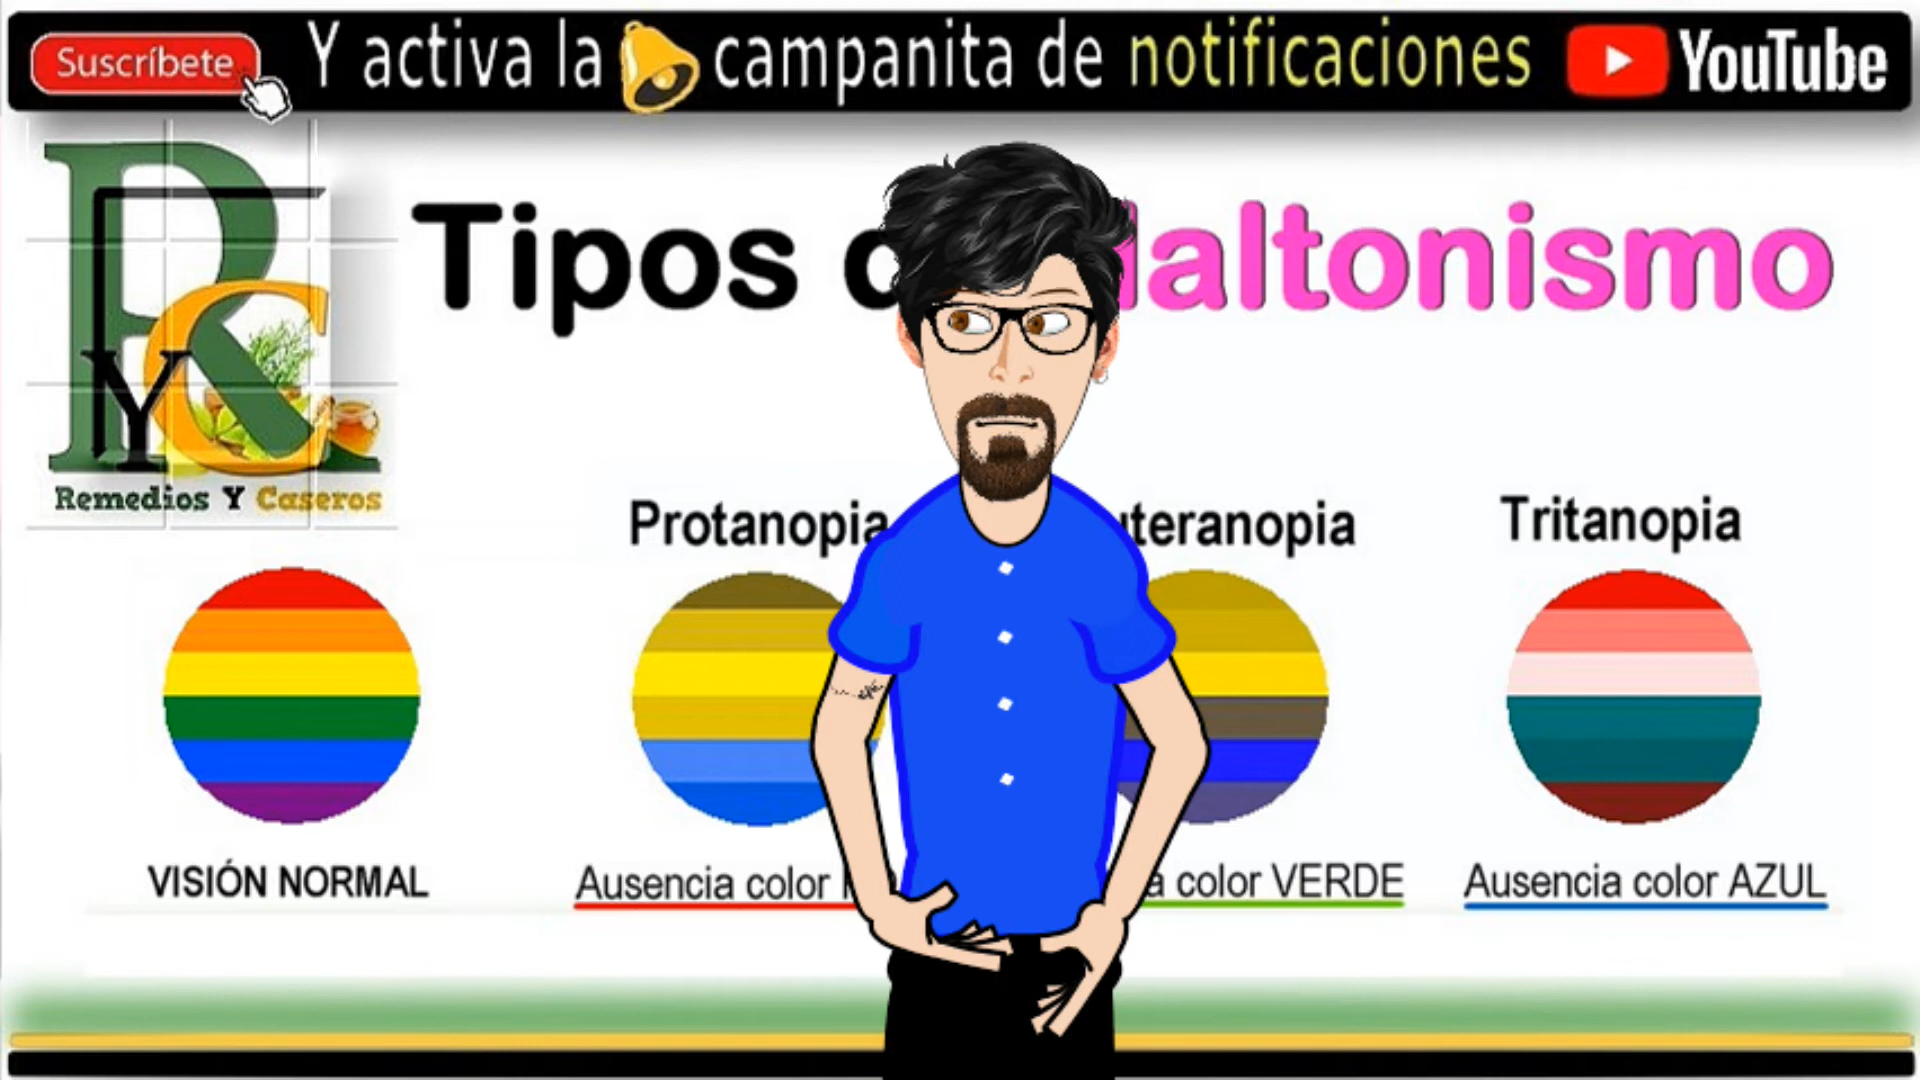 Suscríbete Y activa la campanita de notificaciones YouTube
Tipos altonismo
R Y C
Remedios Y Caseros
Protanopia uteranopia Tritanopia
VISIÓN NORMAL Ausencia color a color VERDE Ausencia color AZUL